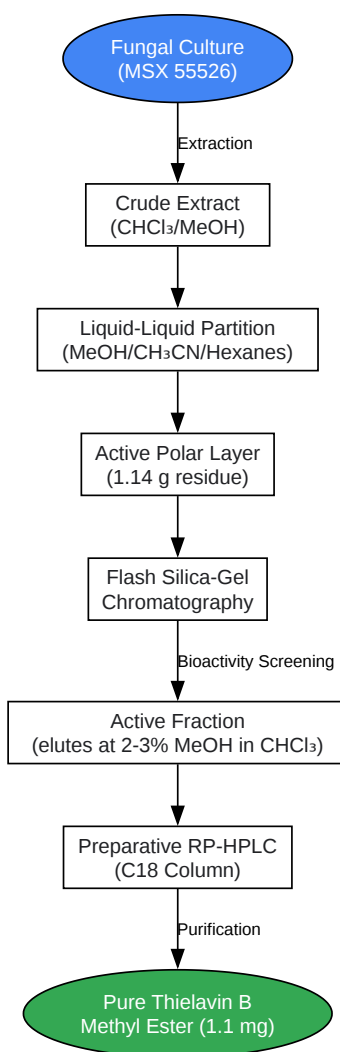 Fungal Culture
(MSX 55526)
Extraction
Crude Extract
(CHCl₃/MeOH)
Liquid-Liquid Partition
(MeOH/CH₃CN/Hexanes)
Active Polar Layer
(1.14 g residue)
Flash Silica-Gel
Chromatography
Bioactivity Screening
Active Fraction
(elutes at 2-3% MeOH in CHCl₃)
Preparative RP-HPLC
(C18 Column)
Purification
Pure Thielavin B
Methyl Ester (1.1 mg)